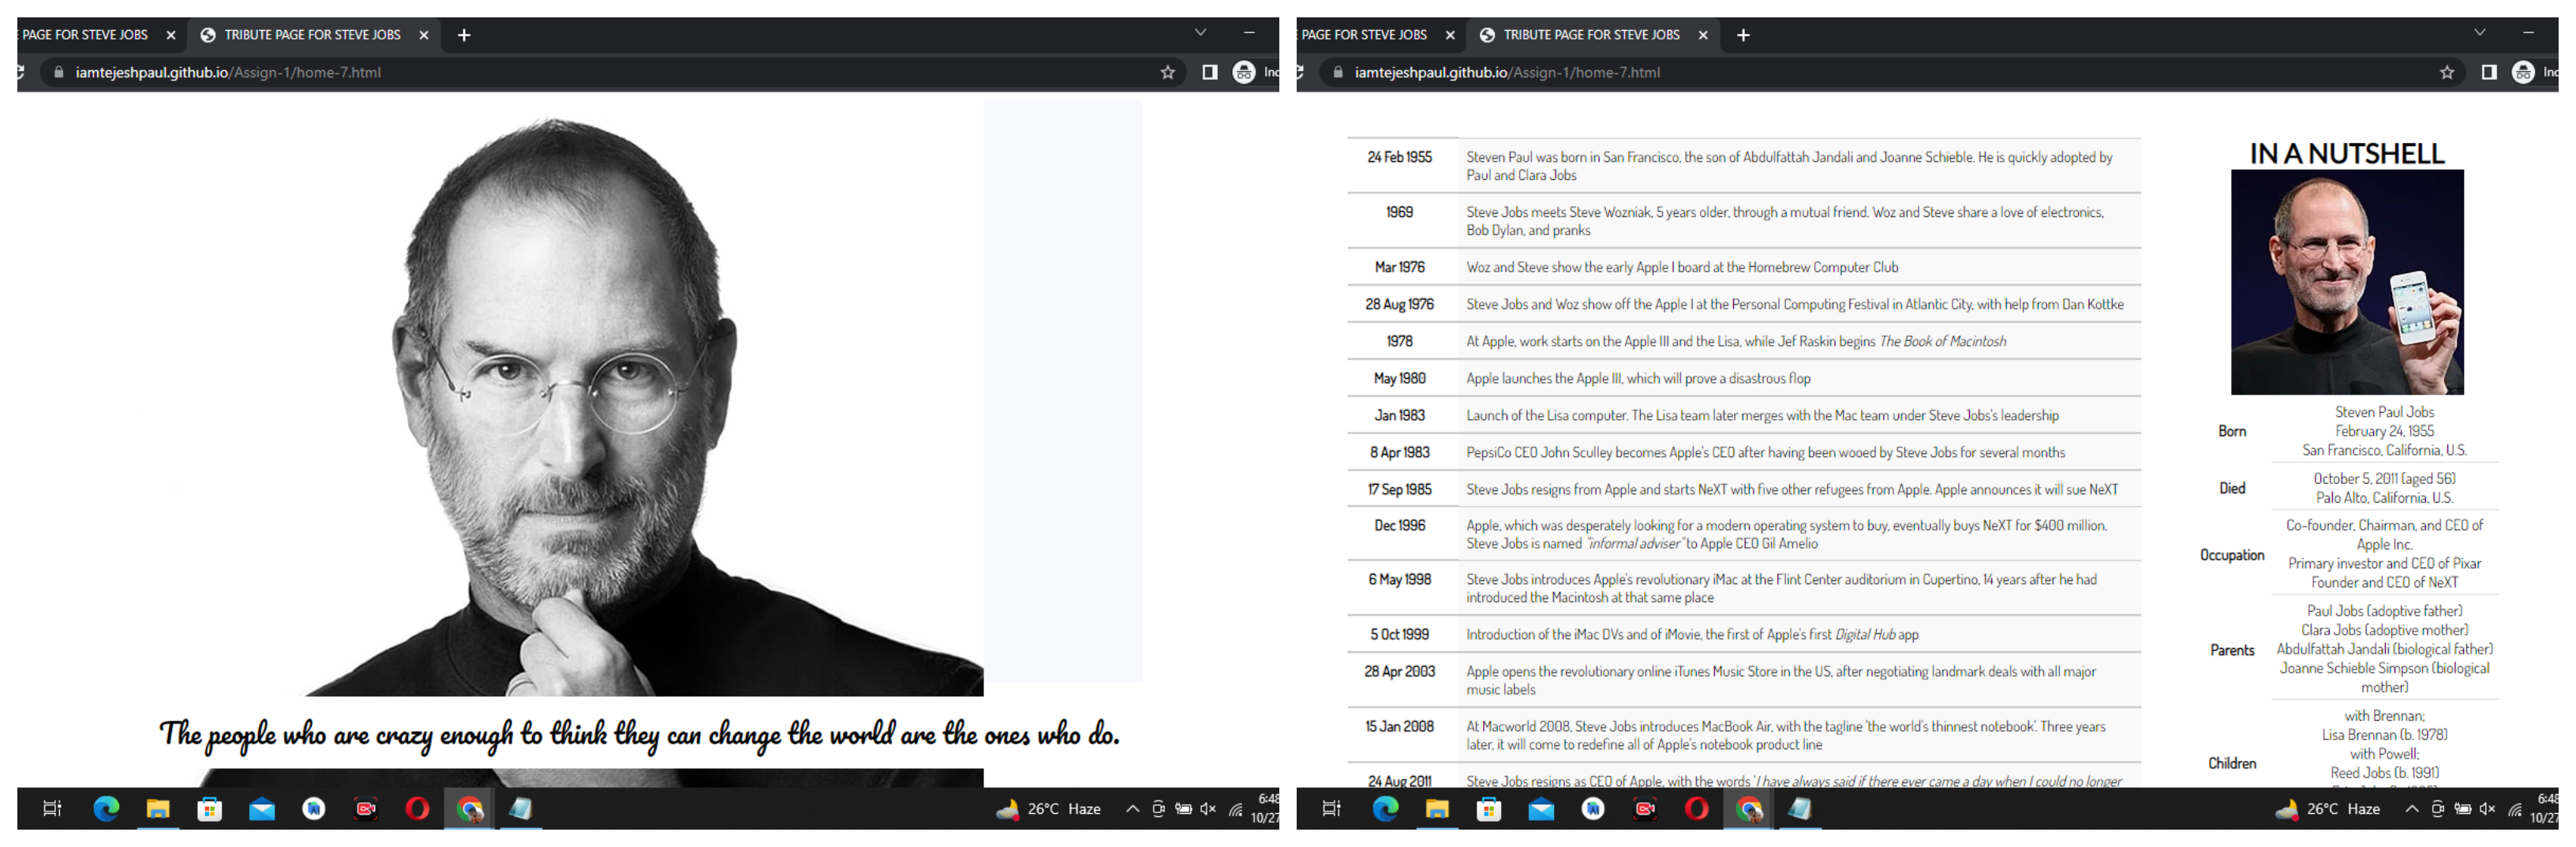 PAGE FOR STEVE JOBS
TRIBUTE PAGE FOR STEVE JOBS
iamtejeshpaul.github.io/Assign-1/home-7.html
The people who are crazy enough to think they can change the world are the ones who do.
26°C Haze
6:48
10/27
PAGE FOR STEVE JOBS
TRIBUTE PAGE FOR STEVE JOBS
iamtejeshpaul.github.io/Assign-1/home-7.html
24 Feb 1955 Steven Paul was born in San Francisco, the son of Abdulfattah Jandali and Joanne Schieble. He is quickly adopted by
Paul and Clara Jobs
1969 Steve Jobs meets Steve Wozniak, 5 years older, through a mutual friend. Woz and Steve share a love of electronics,
Bob Dylan, and pranks
Mar 1976 Woz and Steve show the early Apple I board at the Homebrew Computer Club
28 Aug 1976 Steve Jobs and Woz show off the Apple I at the Personal Computing Festival in Atlantic City, with help from Dan Kottke
1978 At Apple, work starts on the Apple III and the Lisa, while Jef Raskin begins The Book of Macintosh
May 1980 Apple launches the Apple III, which will prove a disastrous flop
Jan 1983 Launch of the Lisa computer. The Lisa team later merges with the Mac team under Steve Jobs's leadership
8 Apr 1983 PepsiCo CEO John Sculley becomes Apple's CEO after having been wooed by Steve Jobs for several months
17 Sep 1985 Steve Jobs resigns from Apple and starts NeXT with five other refugees from Apple. Apple announces it will sue NeXT
Dec 1996 Apple, which was desperately looking for a modern operating system to buy, eventually buys NeXT for $400 million.
Steve Jobs is named "informal adviser" to Apple CEO Gil Amelio
6 May 1998 Steve Jobs introduces Apple's revolutionary iMac at the Flint Center auditorium in Cupertino, 14 years after he had
introduced the Macintosh at that same place
5 Oct 1999 Introduction of the iMac DVs and of iMovie, the first of Apple's first Digital Hub app
28 Apr 2003 Apple opens the revolutionary online iTunes Music Store in the US, after negotiating landmark deals with all major
music labels
15 Jan 2008 At Macworld 2008, Steve Jobs introduces MacBook Air, with the tagline 'the world's thinnest notebook'. Three years
later, it will come to redefine all of Apple's notebook product line
24 Aug 2011 Steve Jobs resigns as CEO of Apple, with the words 'I have always said if there ever came a day when I could no longer
IN A NUTSHELL
Born
Steven Paul Jobs
February 24, 1955
San Francisco, California, U.S.
Died
October 5, 2011 (aged 56)
Palo Alto, California, U.S.
Occupation
Co-founder, Chairman, and CEO of
Apple Inc.
Primary investor and CEO of Pixar
Founder and CEO of NeXT
Parents
Paul Jobs (adoptive father)
Clara Jobs (adoptive mother)
Abdulfattah Jandali (biological father)
Joanne Schieble Simpson (biological
mother)
Children
with Brennan;
Lisa Brennan (b. 1978)
with Powell;
Reed Jobs (b. 1991)
26°C Haze
6:48
10/27